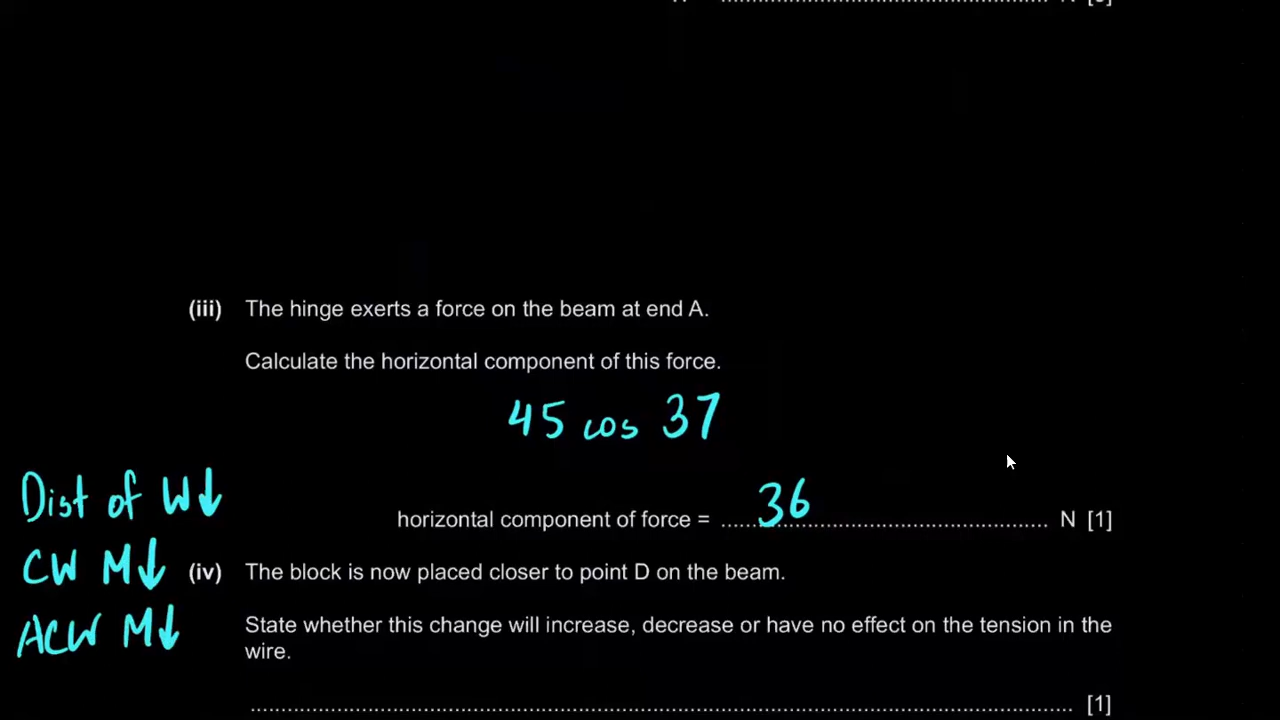 N [3]
(iii) The hinge exerts a force on the beam at end A.
Calculate the horizontal component of this force.
45 cos 37
horizontal component of force = ......36...... N [1]
Dist of W↓
CW M↓
ACW M↓
(iv) The block is now placed closer to point D on the beam.
State whether this change will increase, decrease or have no effect on the tension in the
wire.
...... [1]